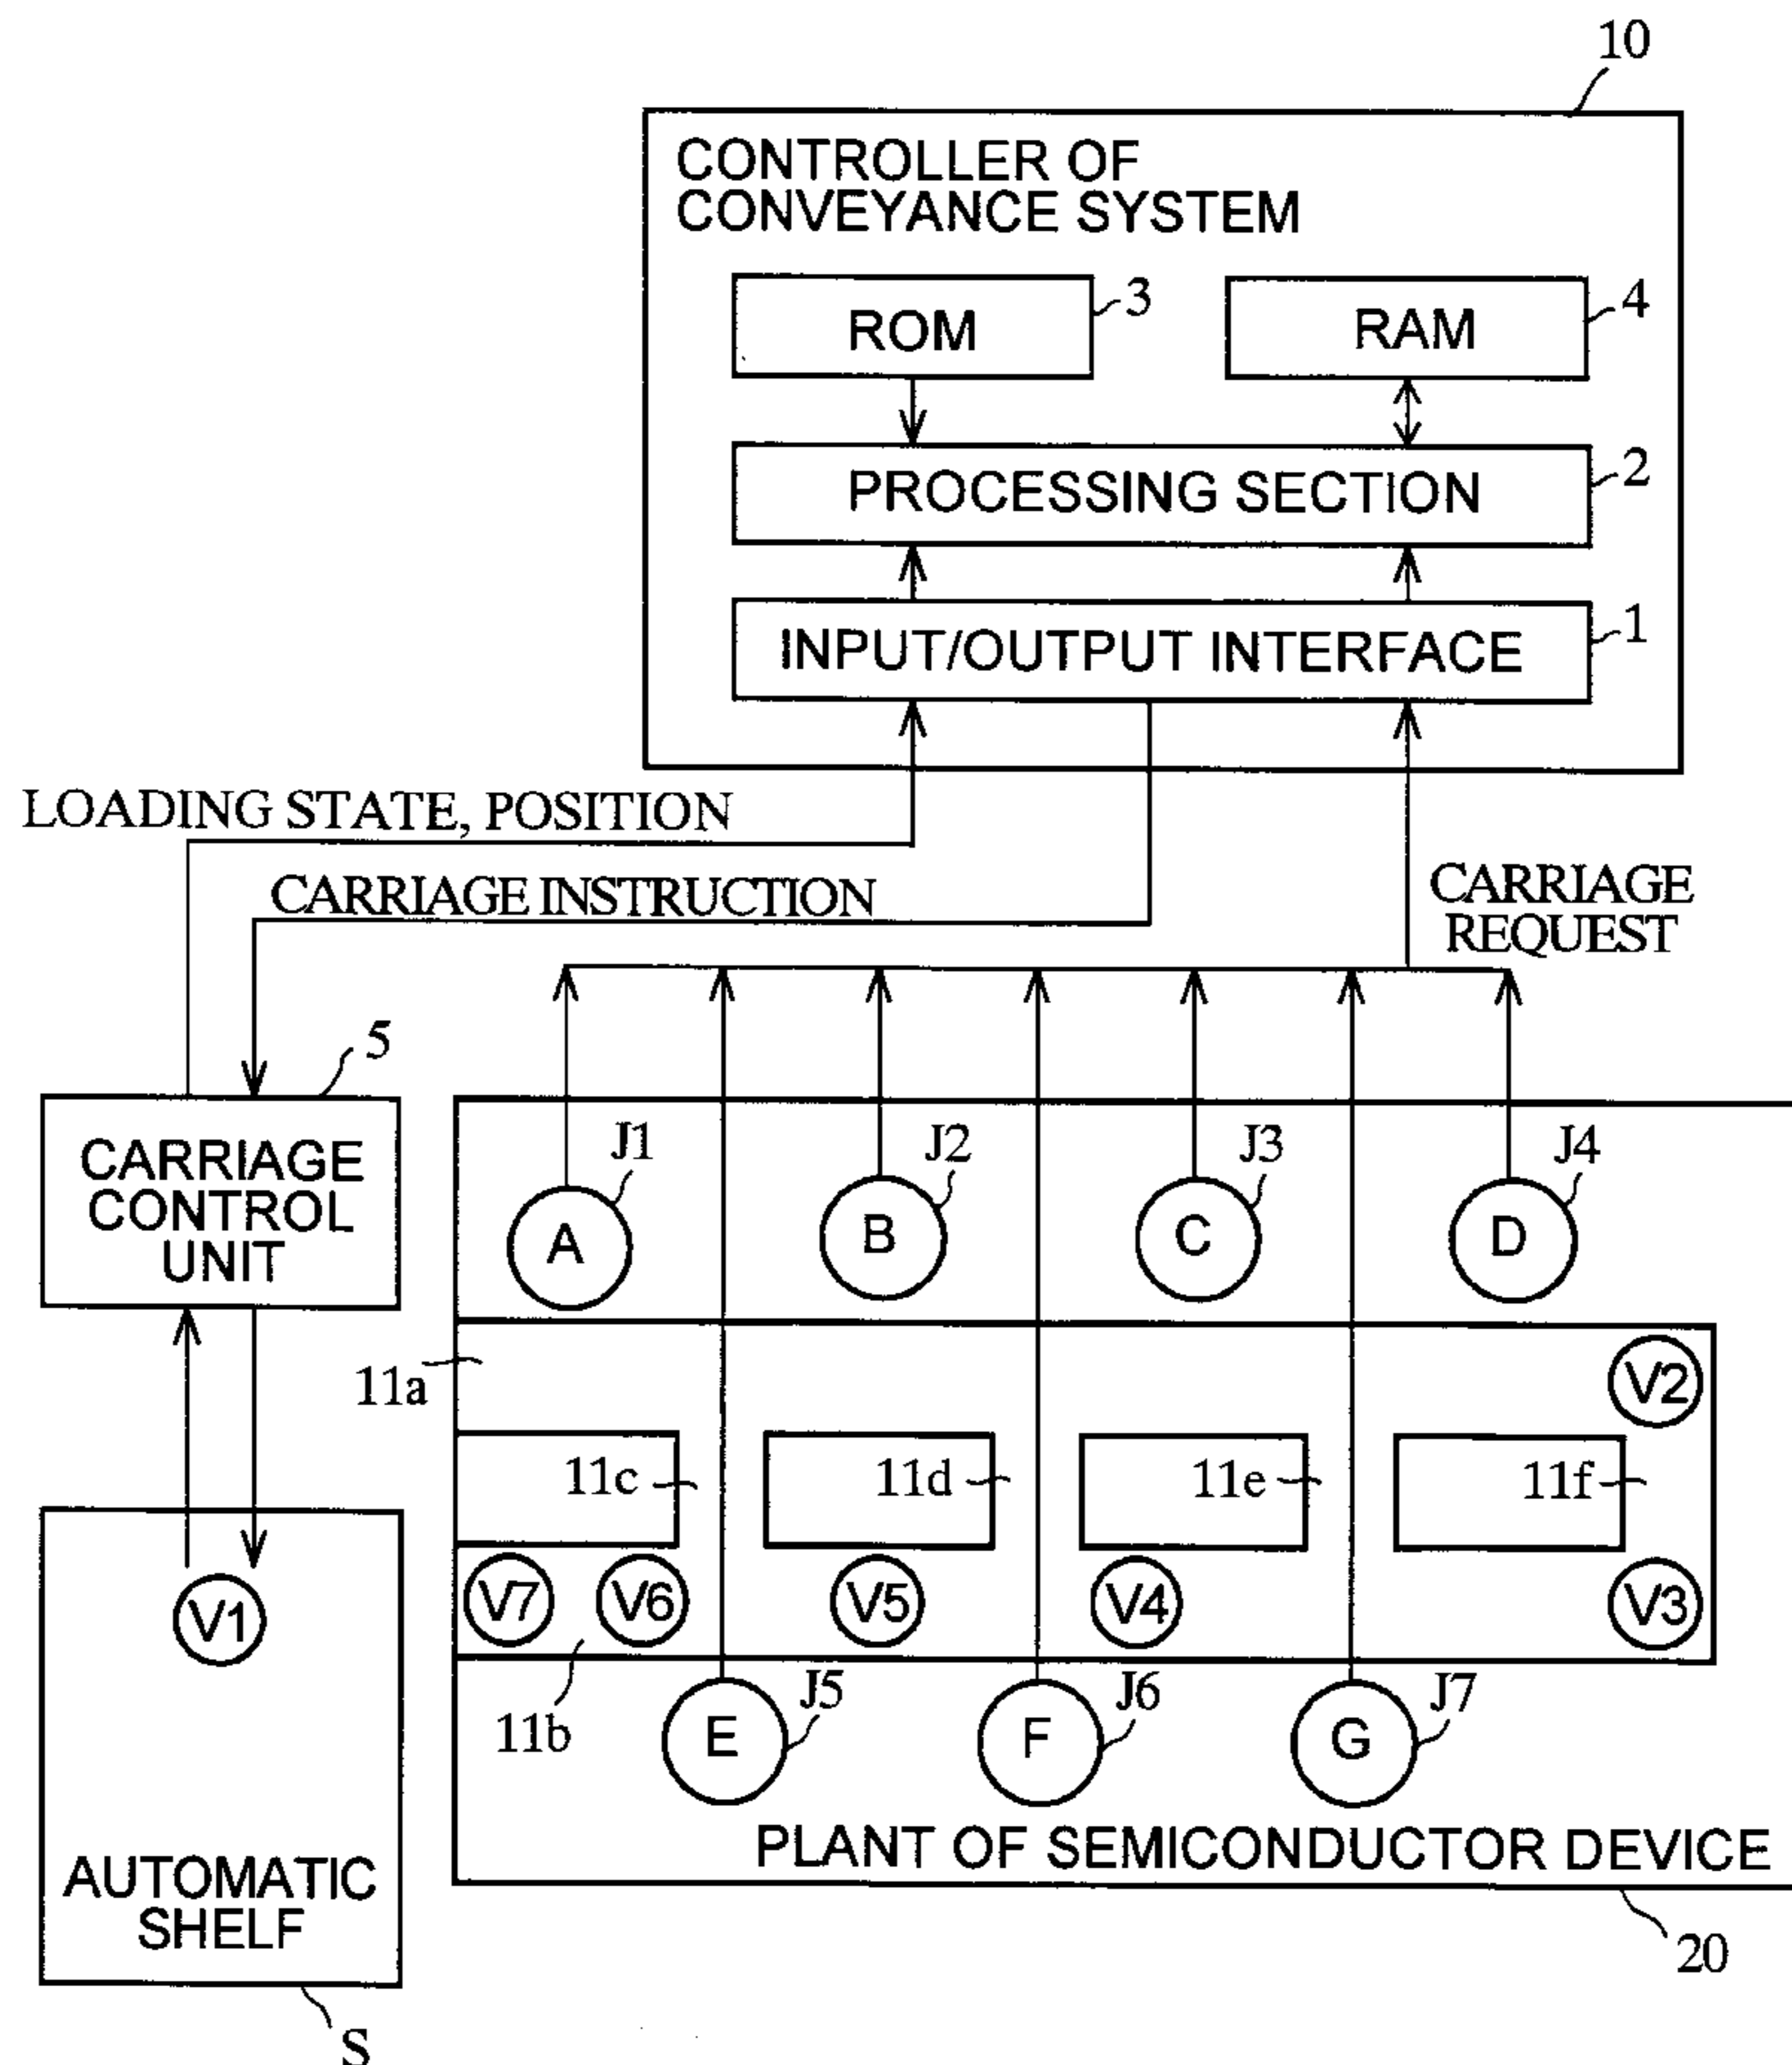 10
CONTROLLER OF
CONVEYANCE SYSTEM
ROM
3
RAM
4
PROCESSING SECTION
2
INPUT/OUTPUT INTERFACE
1
LOADING STATE, POSITION
CARRIAGE INSTRUCTION
CARRIAGE
REQUEST
5
CARRIAGE
CONTROL
UNIT
J1
J2
J3
J4
A
B
C
D
11a
V2
11c
11d
11e
11f
V7
V6
V5
V4
V3
V1
11b
J5
J6
J7
E
F
G
PLANT OF SEMICONDUCTOR DEVICE
AUTOMATIC
SHELF
20
S